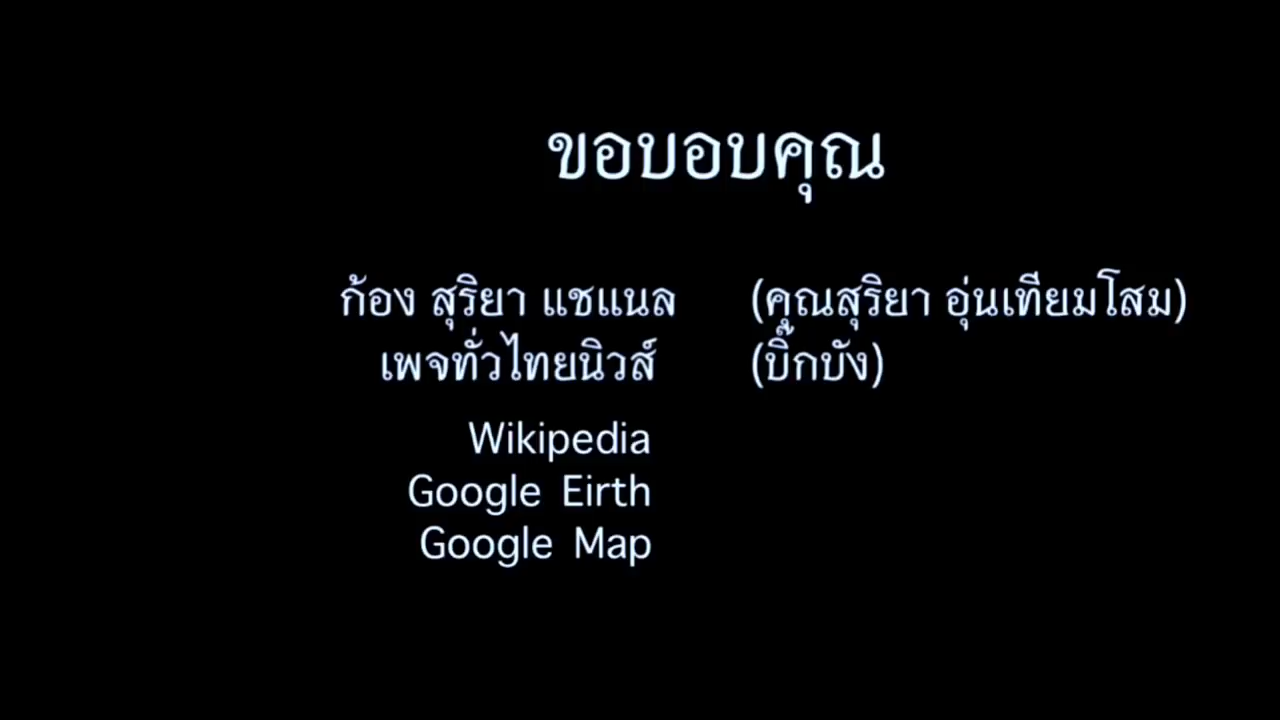 ขอบอบคุณ
ก้อง สุริยา แชแนล (คุณสุริยา อุ่นเทียมโสม)
เพจทั่วไทยนิวส์ (บิ๊กบัง)
Wikipedia
Google Eirth
Google Map